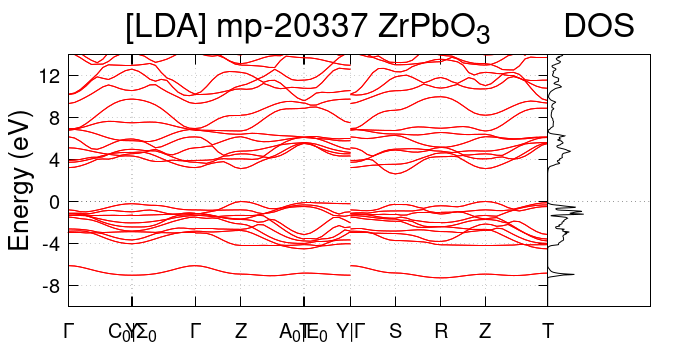 [LDA] mp-20337 ZrPbO3 DOS
Energy (eV)
12
8
4
0
-4
-8
Γ C0|Y|Σ0 Γ Z A0|T|E0 Y|Γ S R Z T